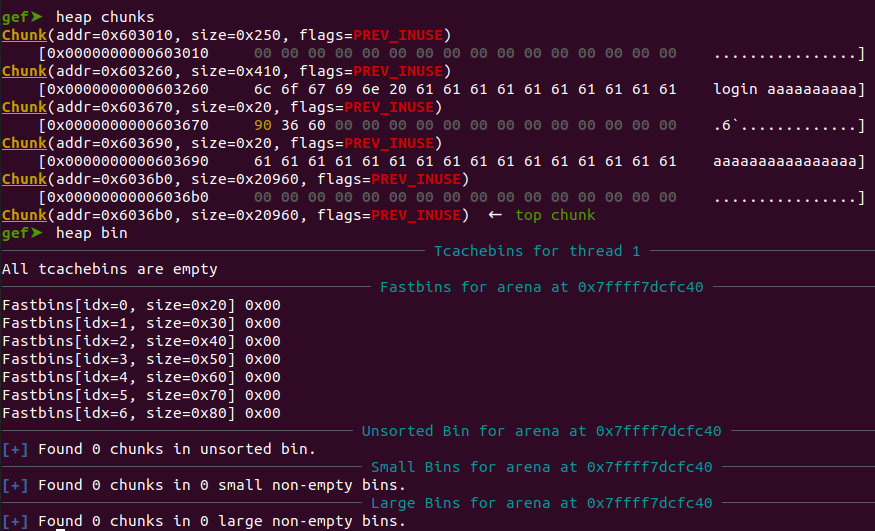 gef➤  heap chunks
Chunk(addr=0x603010, size=0x250, flags=PREV_INUSE)
    [0x0000000000603010     00 00 00 00 00 00 00 00 00 00 00 00 00 00 00 00    ................]
Chunk(addr=0x603260, size=0x410, flags=PREV_INUSE)
    [0x0000000000603260     6c 6f 67 69 6e 20 61 61 61 61 61 61 61 61 61 61    login aaaaaaaaaa]
Chunk(addr=0x603670, size=0x20, flags=PREV_INUSE)
    [0x0000000000603670     90 36 60 00 00 00 00 00 00 00 00 00 00 00 00 00    .6`.............]
Chunk(addr=0x603690, size=0x20, flags=PREV_INUSE)
    [0x0000000000603690     61 61 61 61 61 61 61 61 61 61 61 61 61 61 61 61    aaaaaaaaaaaaaaaa]
Chunk(addr=0x6036b0, size=0x20960, flags=PREV_INUSE)
    [0x00000000006036b0     00 00 00 00 00 00 00 00 00 00 00 00 00 00 00 00    ................]
Chunk(addr=0x6036b0, size=0x20960, flags=PREV_INUSE)  ←  top chunk
gef➤  heap bin
Tcachebins for thread 1
All tcachebins are empty
Fastbins for arena at 0x7ffff7dcfc40
Fastbins[idx=0, size=0x20] 0x00
Fastbins[idx=1, size=0x30] 0x00
Fastbins[idx=2, size=0x40] 0x00
Fastbins[idx=3, size=0x50] 0x00
Fastbins[idx=4, size=0x60] 0x00
Fastbins[idx=5, size=0x70] 0x00
Fastbins[idx=6, size=0x80] 0x00
Unsorted Bin for arena at 0x7ffff7dcfc40
[+] Found 0 chunks in unsorted bin.
Small Bins for arena at 0x7ffff7dcfc40
[+] Found 0 chunks in 0 small non-empty bins.
Large Bins for arena at 0x7ffff7dcfc40
[+] Found 0 chunks in 0 large non-empty bins.